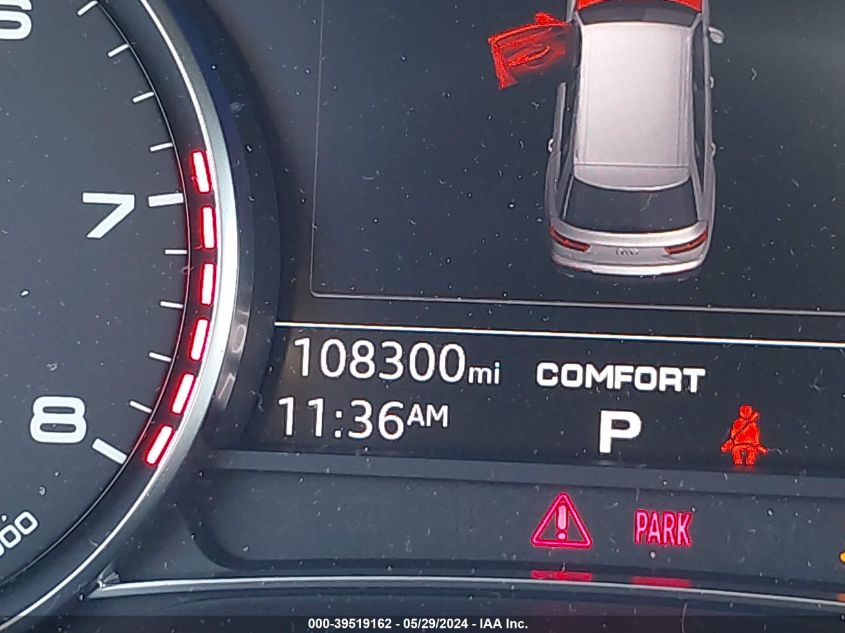 7
8
108300mi COMFORT
11:36AM P
PARK
000-39519162 - 05/29/2024 - IAA Inc.